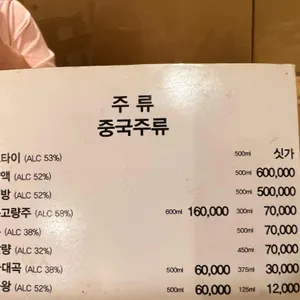 주 류
중국주류
타이 (ALC 53%) 500ml 싯가
액 (ALC 52%) 500ml 600,000
방 (ALC 52%) 500ml 500,000
고량주 (ALC 58%) 600ml 160,000 300ml 70,000
(ALC 38%) 500ml 70,000
량 (ALC 32%) 450ml 70,000
대곡 (ALC 38%) 500ml 60,000 375ml 30,000
왕 (ALC 52%) 500ml 60,000 125ml 12,000